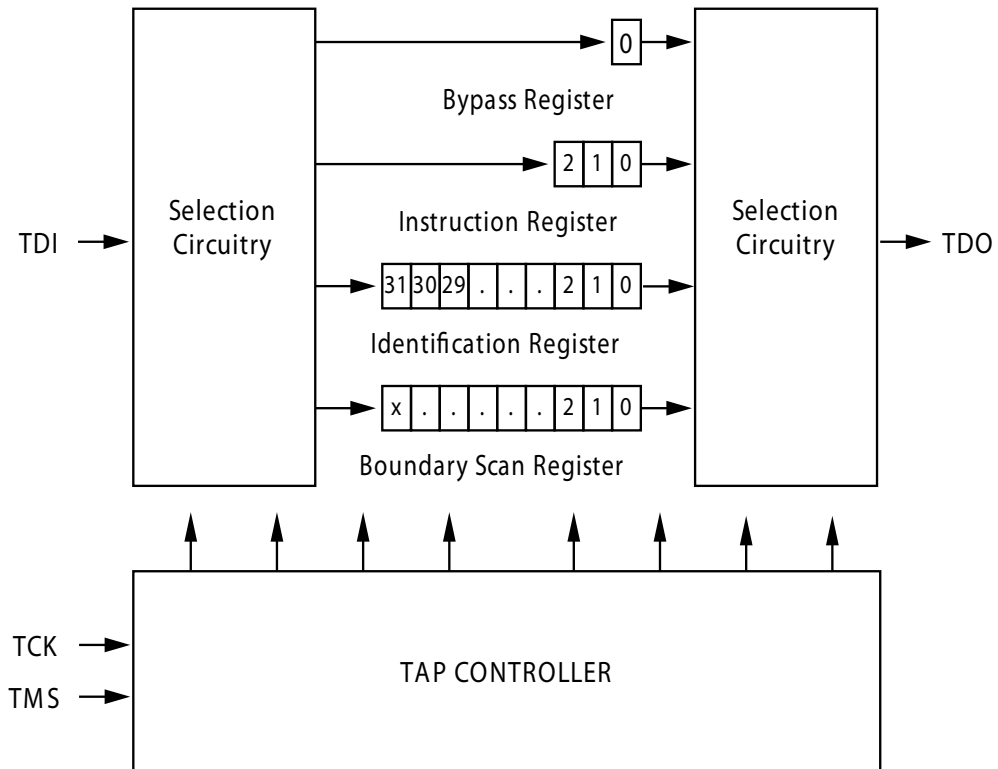 0
Bypass Register
2 1 0
Instruction Register
Selection
Circuitry
Selection
Circuitry
TDI
TDO
31 30 29 . . . 2 1 0
Identification Register
x . . . . . 2 1 0
Boundary Scan Register
TCK
TMS
TAP CONTROLLER